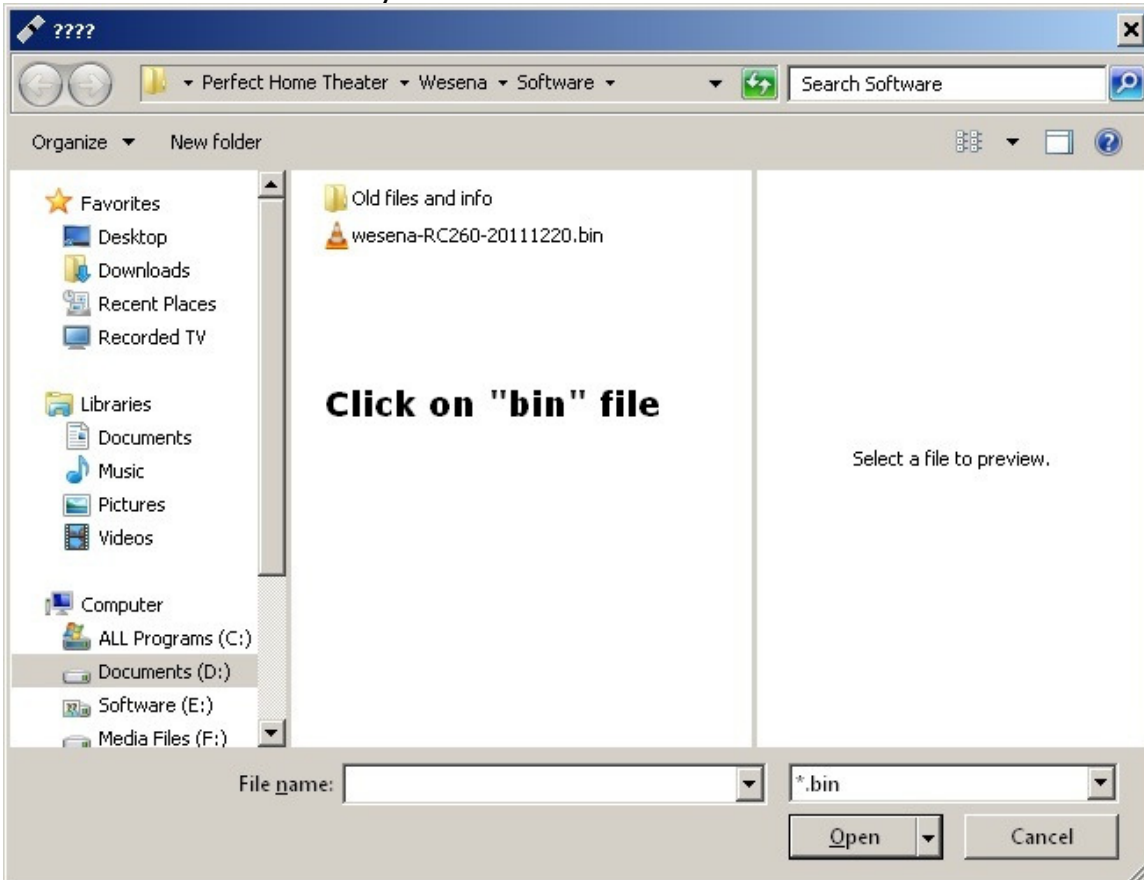 ????
Perfect Home Theater Wesena Software
Search Software
Organize New folder
Favorites
Desktop
Downloads
Recent Places
Recorded TV
Libraries
Documents
Music
Pictures
Videos
Computer
ALL Programs (C:)
Documents (D:)
Software (E:)
Media Files (F:)
Old files and info
wesena-RC260-20111220.bin
Click on "bin" file
Select a file to preview.
File name:
*.bin
Open Cancel